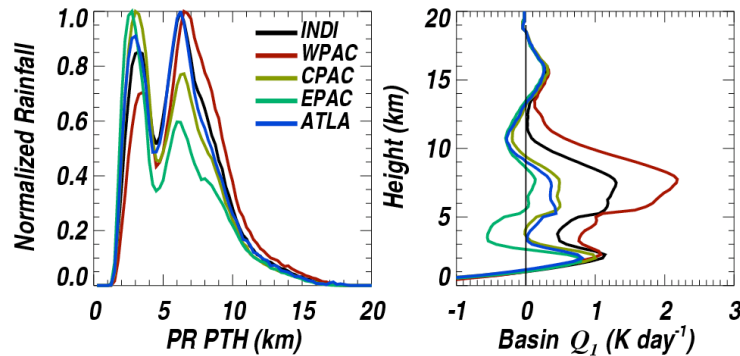 Normalized Rainfall
1.0
0.8
0.6
0.4
0.2
0.0
0 5 10 15 20
PR PTH (km)
INDI
WPAC
CPAC
EPAC
ATLA
Height (km)
20
15
10
5
0
-1 0 1 2 3
Basin Q₁ (K day⁻¹)